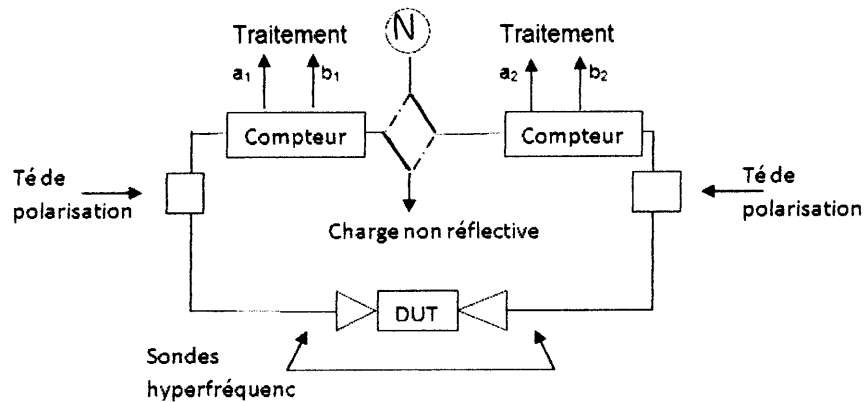 N
Traitement
Traitement
a₁
b₁
a₂
b₂
Compteur
Compteur
Té de
polarisation
Té de
polarisation
Charge non réflective
DUT
Sondes
hyperfréquenc